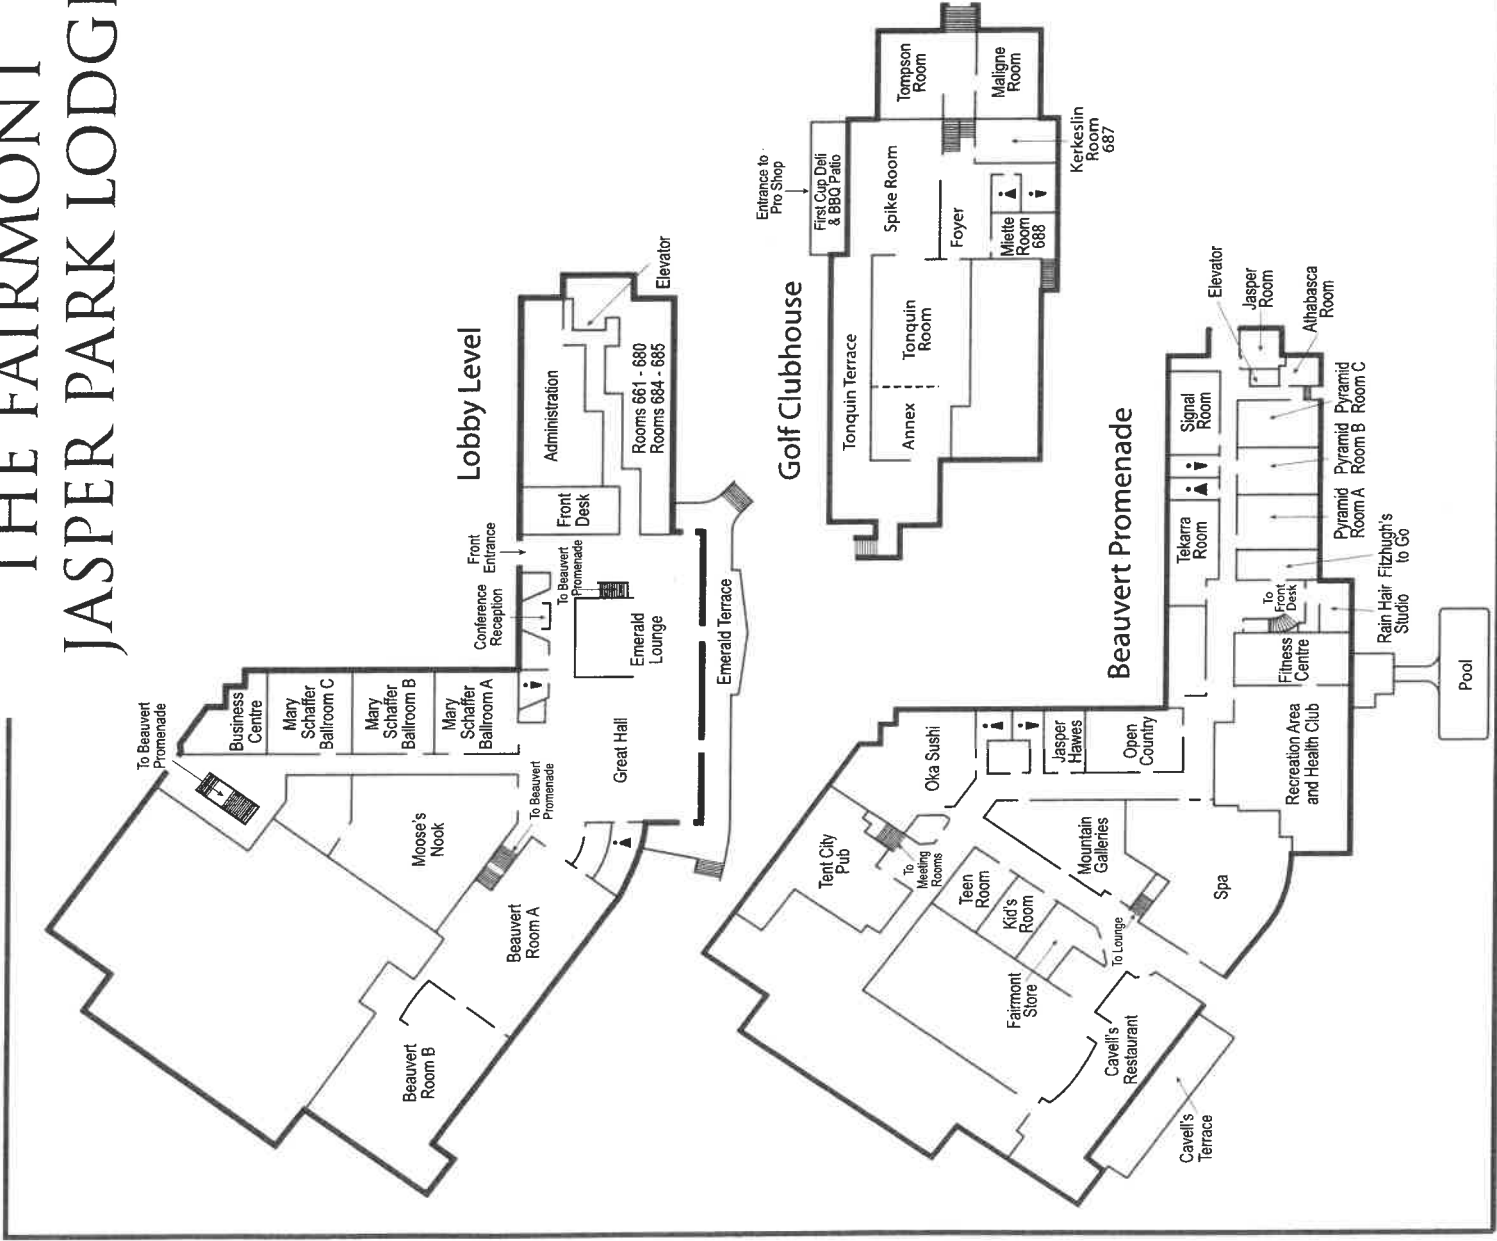 THE FAIRMONT
JASPER PARK LODGE
Lobby Level
To Beauvert
Promenade
Business
Centre
Mary
Schaffer
Ballroom C
Mary
Schaffer
Ballroom B
Mary
Schaffer
Ballroom A
Conference
Reception
Front
Entrance
To Beauvert
Promenade
Front
Desk
Administration
Elevator
Rooms 661 - 680
Rooms 684 - 685
Emerald
Lounge
Emerald Terrace
Great Hall
Moose's
Nook
To Beauvert
Promenade
Beauvert
Room A
Beauvert
Room B
Golf Clubhouse
Entrance to
Pro Shop
First Cup Deli
& BBQ Patio
Tompson
Room
Maligne
Room
Kerkeslin
Room
687
Spike Room
Foyer
Miette
Room
688
Tonquin Terrace
Tonquin
Room
Annex
Beauvert Promenade
Elevator
Jasper
Room
Athabasca
Room
Signal
Room
Tekarra
Room
Pyramid
Room C
Pyramid
Room B
Pyramid
Room A
Fitzhugh's
to Go
Rain Hair
Studio
To
Front
Desk
Fitness
Centre
Pool
Recreation Area
and Health Club
Oka Sushi
Jasper
Hawes
Open
Country
Mountain
Galleries
Spa
Tent City
Pub
To
Meeting
Rooms
Teen
Room
Kid's
Room
Fairmont
Store
To Lounge
Cavell's
Restaurant
Cavell's
Terrace